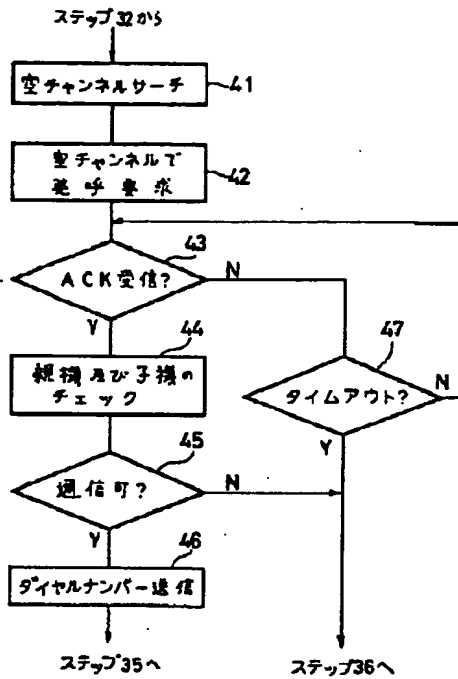 ステップ32から
空チャンネルサーチ
41
空チャンネルで
発呼要求
42
43
ACK受信?
N
Y
44
親機及び子機の
チェック
47
タイムアウト?
N
Y
45
通信可?
N
Y
46
ダイヤルナンバー送信
ステップ35へ
ステップ36へ